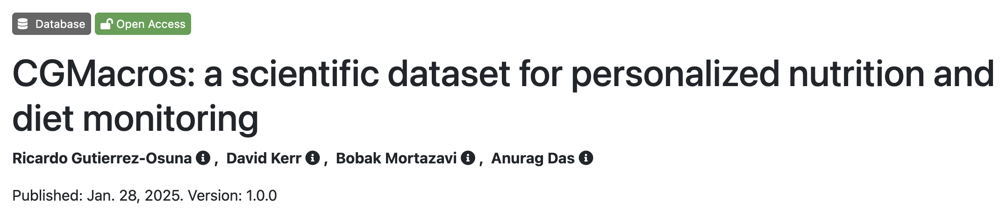 Database Open Access
CGMacros: a scientific dataset for personalized nutrition and
diet monitoring
Ricardo Gutierrez-Osuna , David Kerr , Bobak Mortazavi , Anurag Das
Published: Jan. 28, 2025. Version: 1.0.0